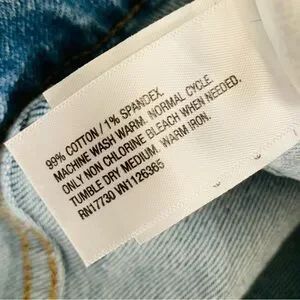 99% COTTON / 1% SPANDEX.
MACHINE WASH WARM. NORMAL CYCLE.
ONLY NON CHLORINE BLEACH WHEN NEEDED.
TUMBLE DRY MEDIUM. WARM IRON.
RN17730 VN1126365